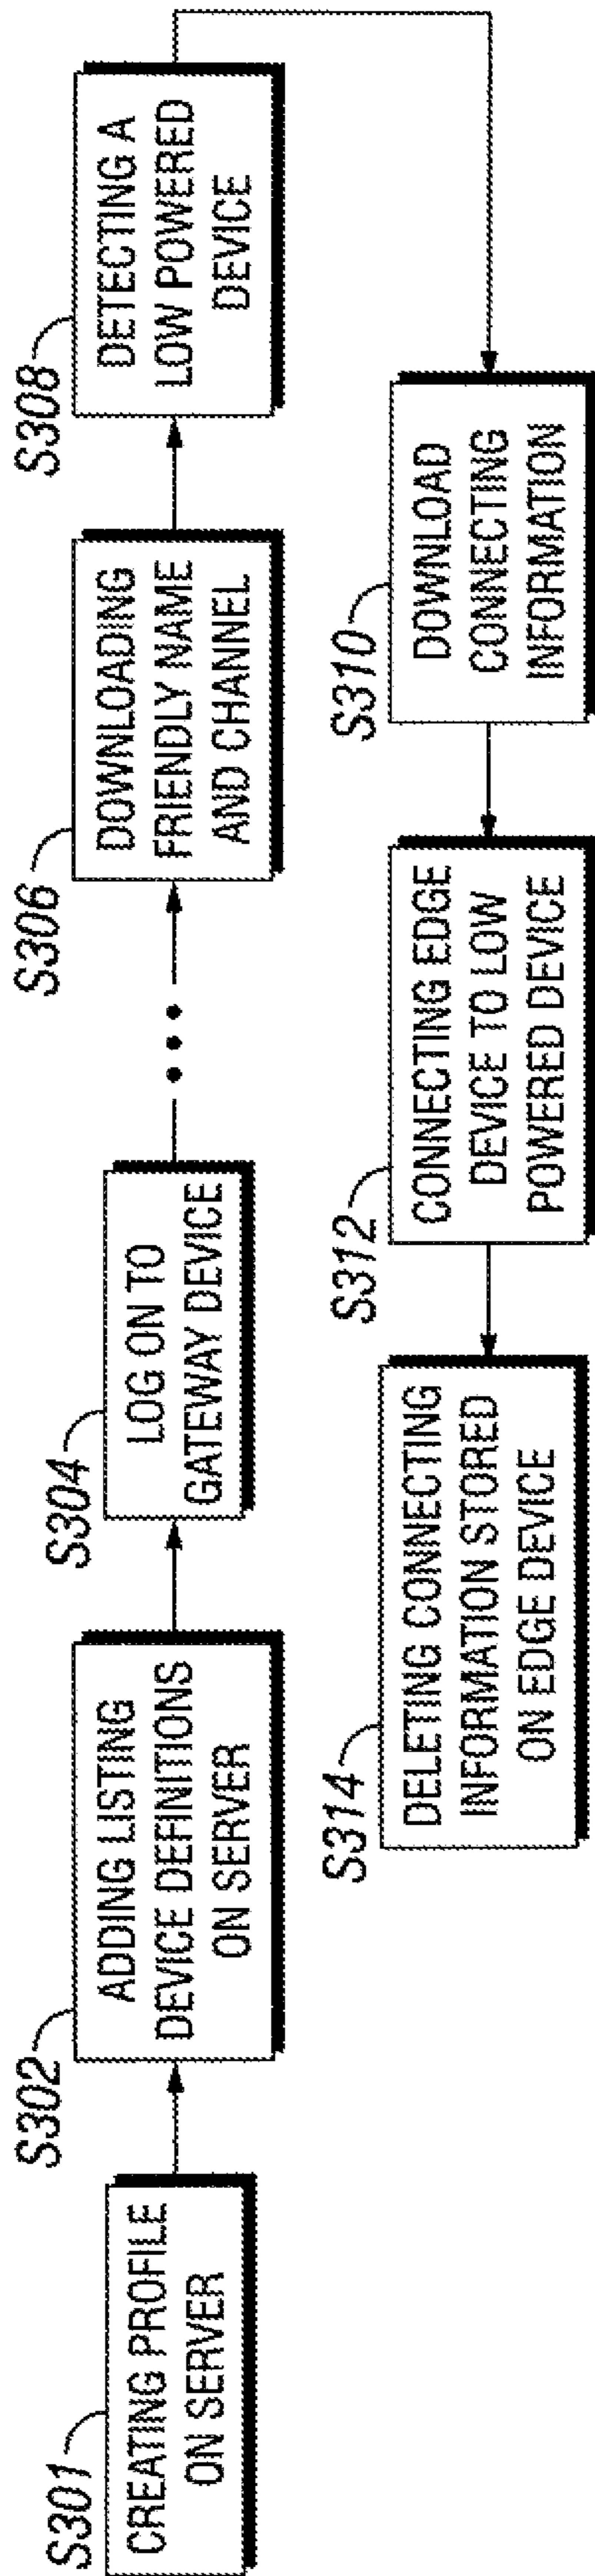 S301
CREATING PROFILE
ON SERVER
S302
ADDING LISTING
DEVICE DEFINITIONS
ON SERVER
S304
LOG ON TO
GATEWAY DEVICE
S306
DOWNLOADING
FRIENDLY NAME
AND CHANNEL
S308
DETECTING A
LOW POWERED
DEVICE
S310
DOWNLOAD
CONNECTING
INFORMATION
S312
CONNECTING EDGE
DEVICE TO LOW
POWERED DEVICE
S314
DELETING CONNECTING
INFORMATION STORED
ON EDGE DEVICE